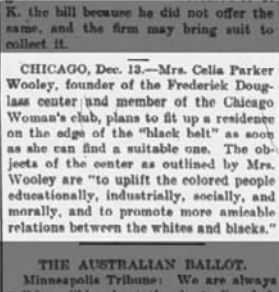 K. the bill because he did not offer the
same, and the firm may bring suit to
collect it.
CHICAGO, Dec. 13.—Mrs. Celia Parker
Wooley, founder of the Frederick Doug-
lass center and member of the Chicago
Woman's club, plans to fit up a residence
on the edge of the "black belt" as soon
as she can find a suitable one. The ob-
jects of the center as outlined by Mrs.
Wooley are "to uplift the colored people
educationally, industrially, socially, and
morally, and to promote more amicable
relations between the whites and blacks."
THE AUSTRALIAN BALLOT.
Minneapolis Tribune: We are always